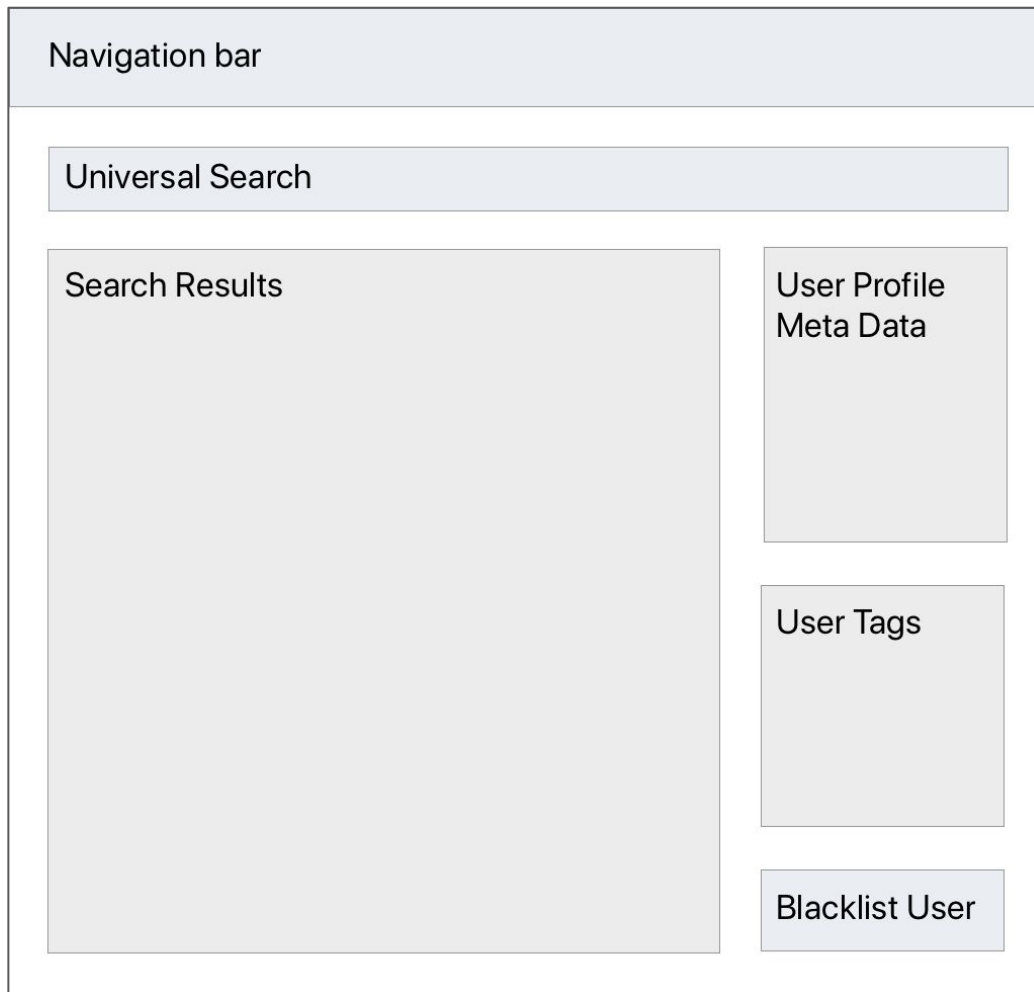 Navigation bar
Universal Search
Search Results
User Profile
Meta Data
User Tags
Blacklist User